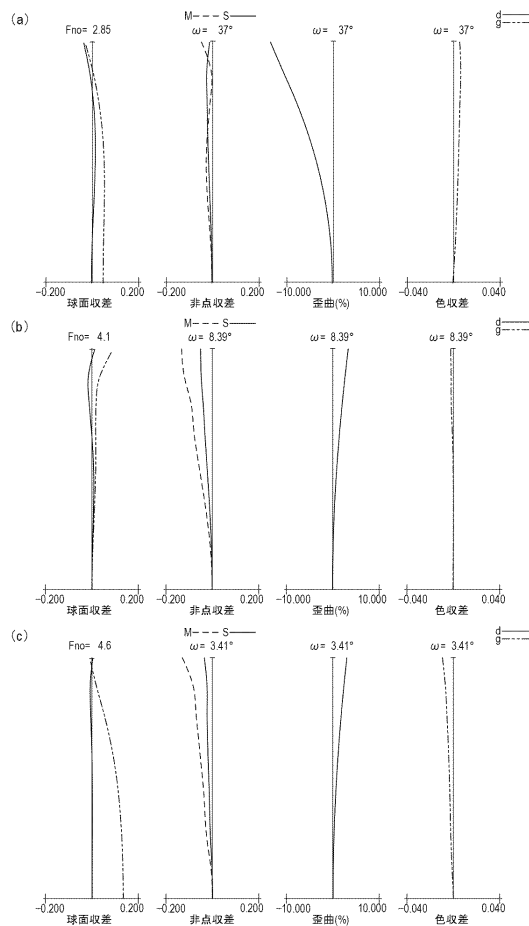 (a)
M S d
g
Fno= 2.85 ω= 37° ω= 37° ω= 37°
-0.200 0.200 -0.200 0.200 -10.000 10.000 -0.040 0.040
球面収差 非点収差 歪曲(%) 色収差
(b)
M S d
g
Fno= 4.1 ω= 8.39° ω= 8.39° ω= 8.39°
-0.200 0.200 -0.200 0.200 -10.000 10.000 -0.040 0.040
球面収差 非点収差 歪曲(%) 色収差
(c)
M S d
g
Fno= 4.6 ω= 3.41° ω= 3.41° ω= 3.41°
-0.200 0.200 -0.200 0.200 -10.000 10.000 -0.040 0.040
球面収差 非点収差 歪曲(%) 色収差